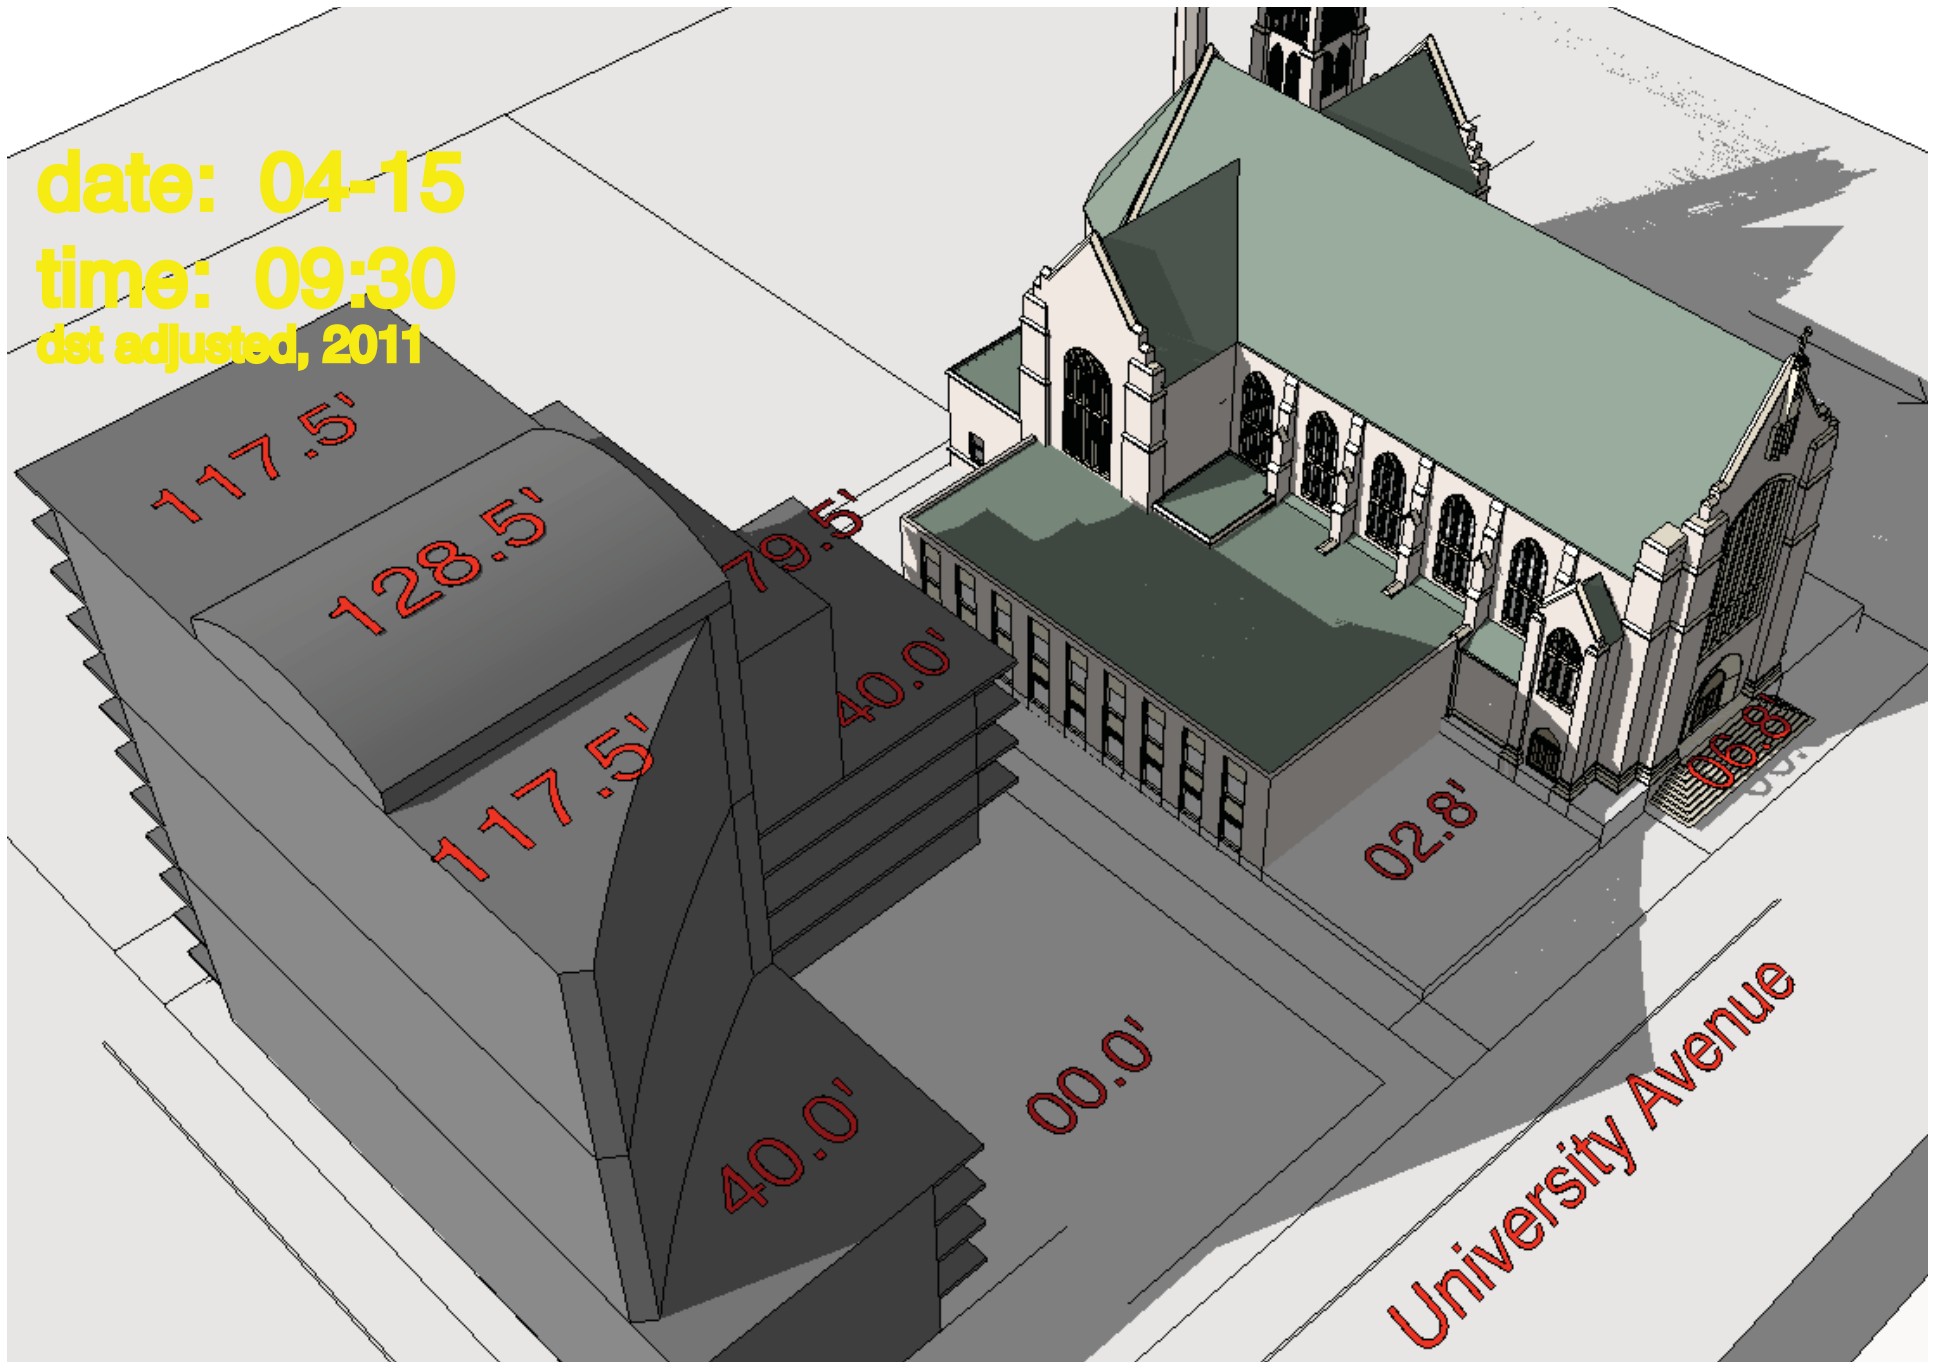 date: 04-15
time: 09:30
dst adjusted, 2011
117.5'
128.5'
79.5'
40.0'
117.5'
06.8'
02.8'
00.0'
40.0'
University Avenue